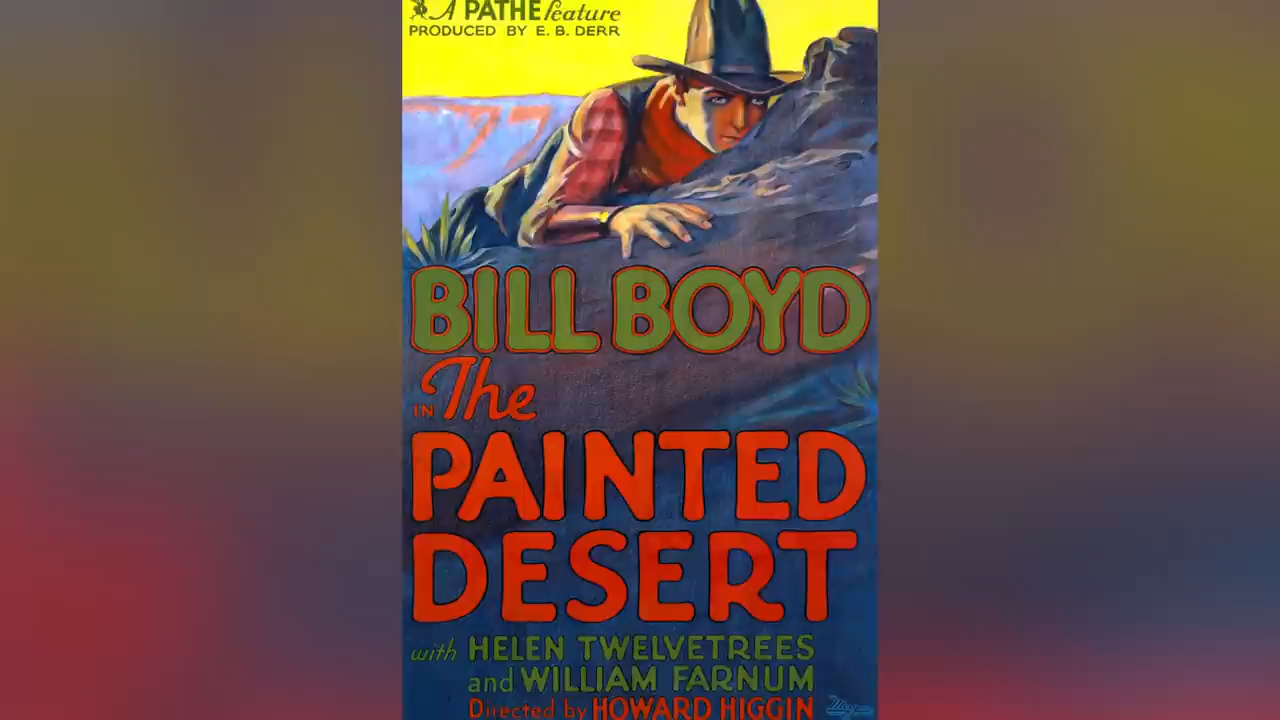 A PATHE feature
PRODUCED BY E. B. DERR
BILL BOYD
IN The
PAINTED
DESERT
with HELEN TWELVETREES
and WILLIAM FARNUM
Directed by HOWARD HIGGIN